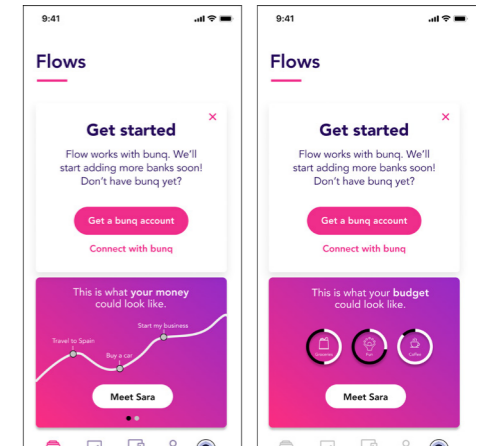 9:41
Flows
Get started
Flow works with bunq. We'll
start adding more banks soon!
Don't have bunq yet?
Get a bunq account
Connect with bunq
This is what your money
could look like.
Start my business
Travel to Spain
Buy a car
Meet Sara
9:41
Flows
Get started
Flow works with bunq. We'll
start adding more banks soon!
Don't have bunq yet?
Get a bunq account
Connect with bunq
This is what your budget
could look like.
Groceries
Fun
Coffee
Meet Sara